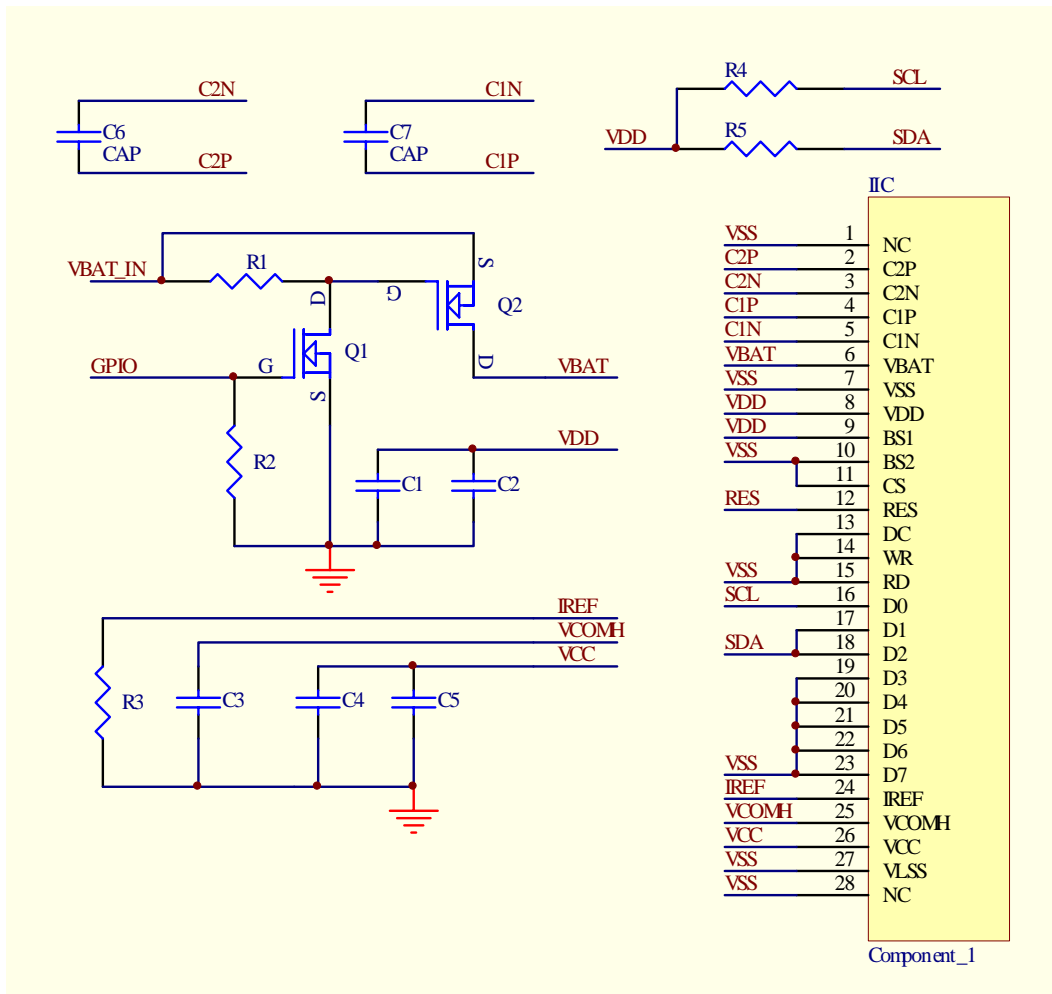 C2N
C6
CAP
C2P
C1N
C7
CAP
C1P
R4
SCL
VDD
R5
SDA
VBAT_IN
R1
D
G
S
Q2
D
VBAT
GPIO
G
Q1
S
R2
VDD
C1
C2
IREF
VCOMH
VCC
R3
C3
C4
C5
IIC
VSS 1 NC
C2P 2 C2P
C2N 3 C2N
C1P 4 C1P
C1N 5 C1N
VBAT 6 VBAT
VSS 7 VSS
VDD 8 VDD
VDD 9 BS1
VSS 10 BS2
11 CS
RES 12 RES
13 DC
14 WR
VSS 15 RD
SCL 16 D0
17 D1
SDA 18 D2
19 D3
20 D4
21 D5
22 D6
VSS 23 D7
IREF 24 IREF
VCOMH 25 VCOMH
VCC 26 VCC
VSS 27 VLSS
VSS 28 NC
Component_1